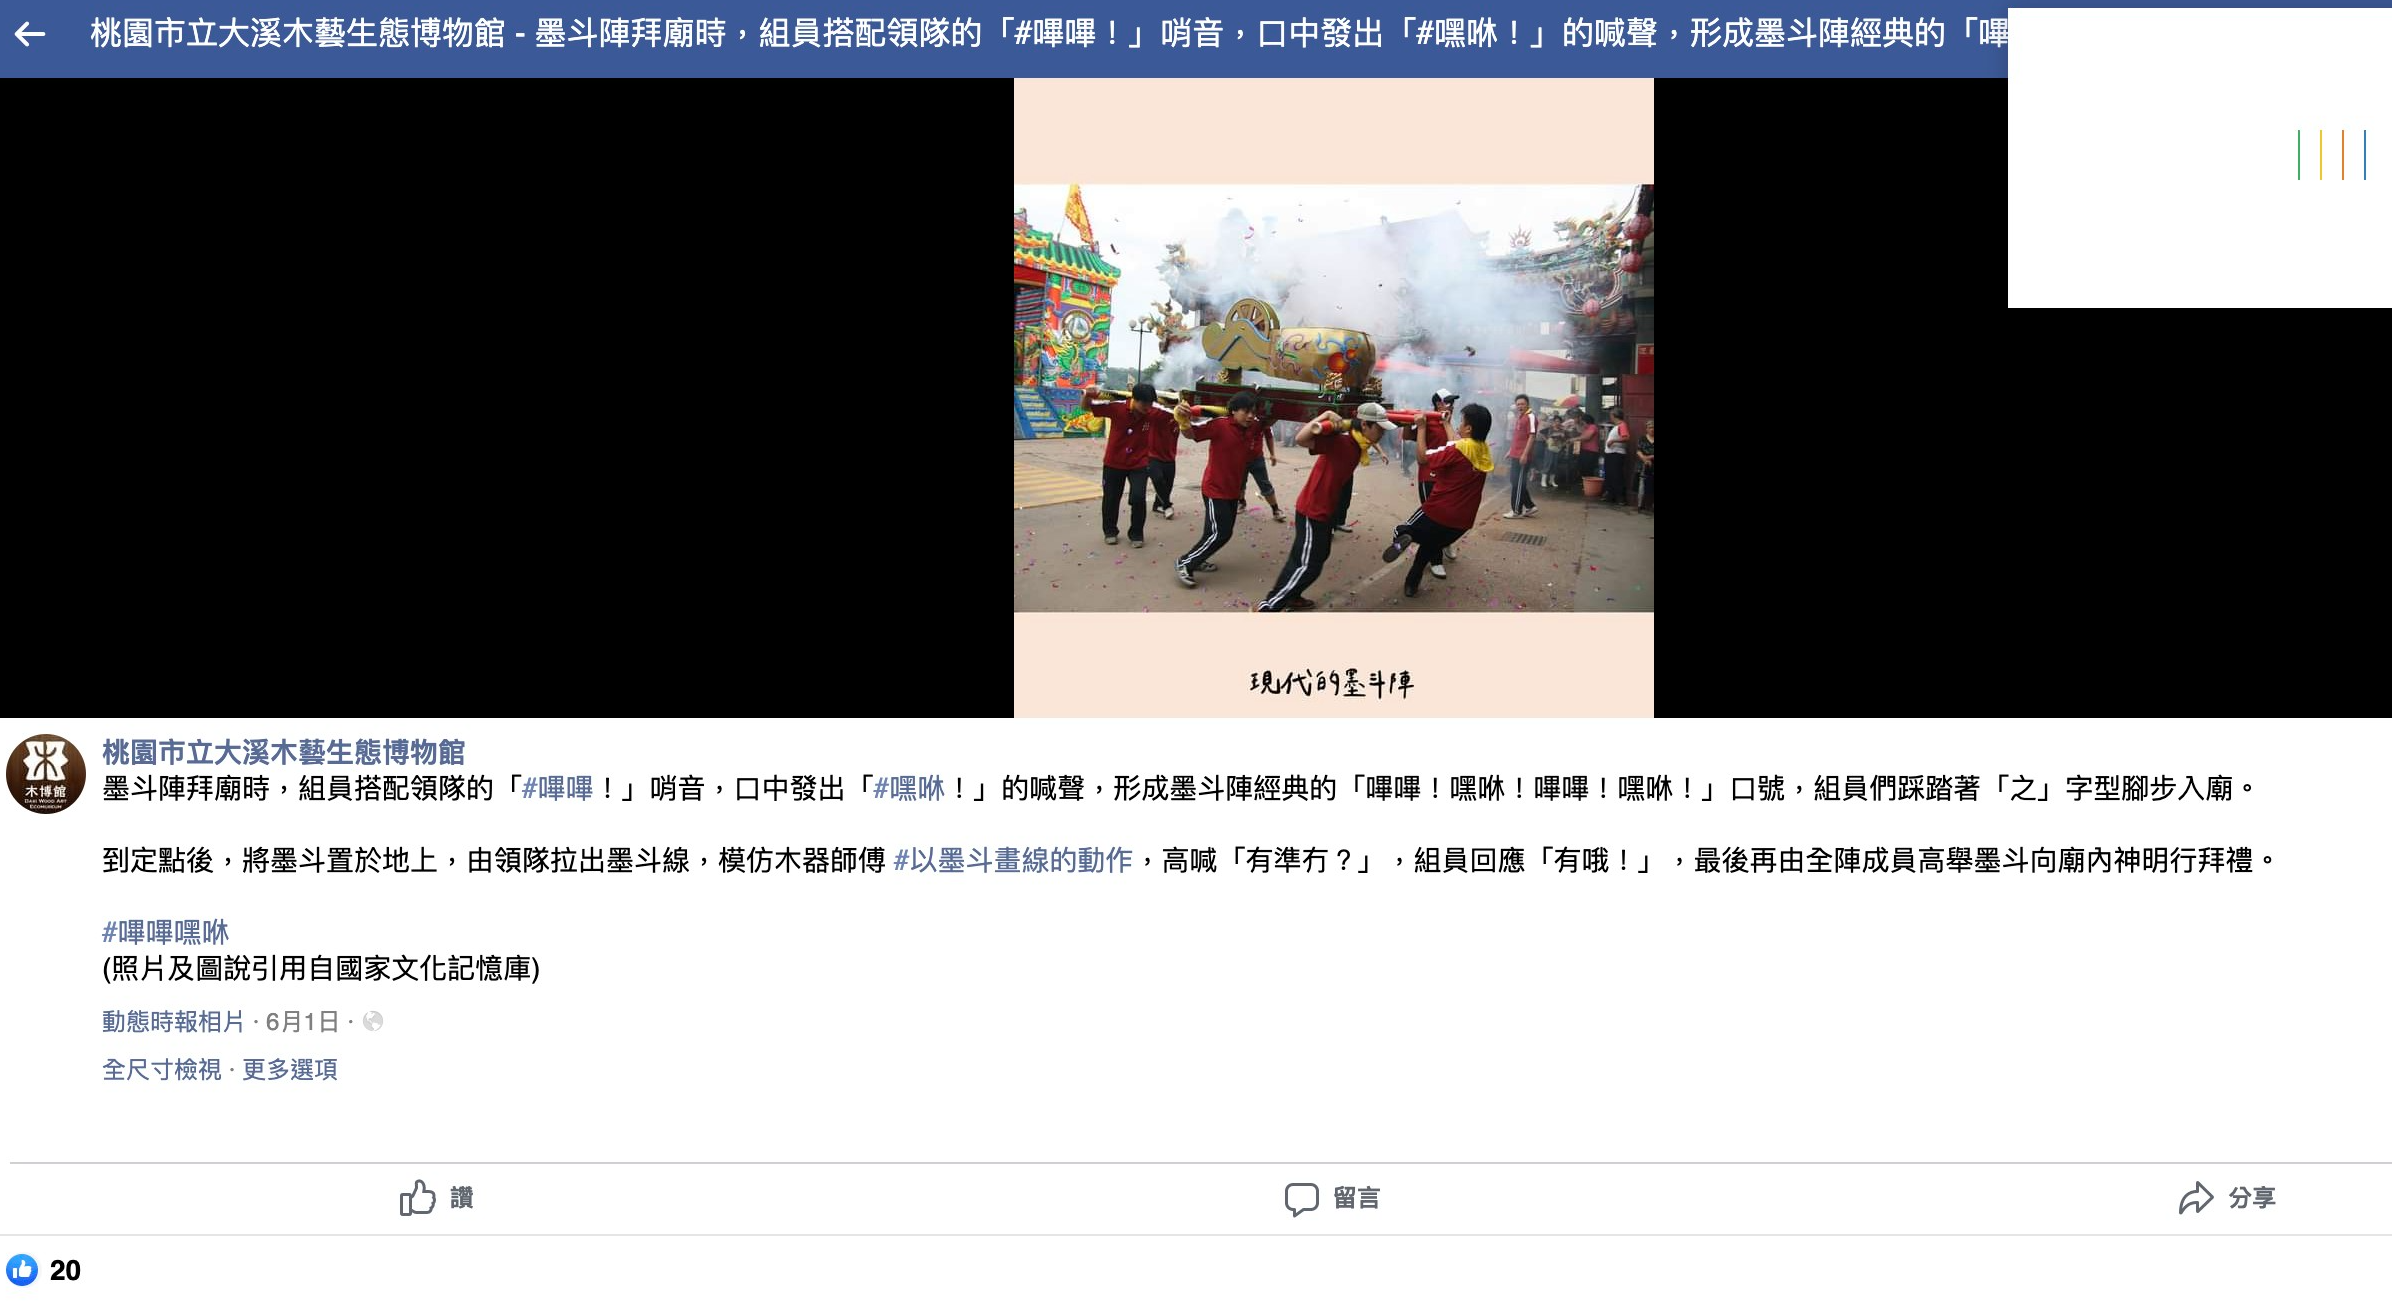 桃園市立大溪木藝生態博物館 - 墨斗陣拜廟時，組員搭配領隊的「#嗶嗶！」哨音，口中發出「#嘿咻！」的喊聲，形成墨斗陣經典的「嗶
現代的墨斗陣
木博館
DAXI WOOD ART
ECOMUSEUM
桃園市立大溪木藝生態博物館
墨斗陣拜廟時，組員搭配領隊的「#嗶嗶！」哨音，口中發出「#嘿咻！」的喊聲，形成墨斗陣經典的「嗶嗶！嘿咻！嗶嗶！嘿咻！」口號，組員們踩踏著「之」字型腳步入廟。
到定點後，將墨斗置於地上，由領隊拉出墨斗線，模仿木器師傅 #以墨斗畫線的動作，高喊「有準冇？」，組員回應「有哦！」，最後再由全陣成員高舉墨斗向廟內神明行拜禮。
#嗶嗶嘿咻
(照片及圖說引用自國家文化記憶庫)
動態時報相片 · 6月1日 ·
全尺寸檢視 · 更多選項
讚 留言 分享
20